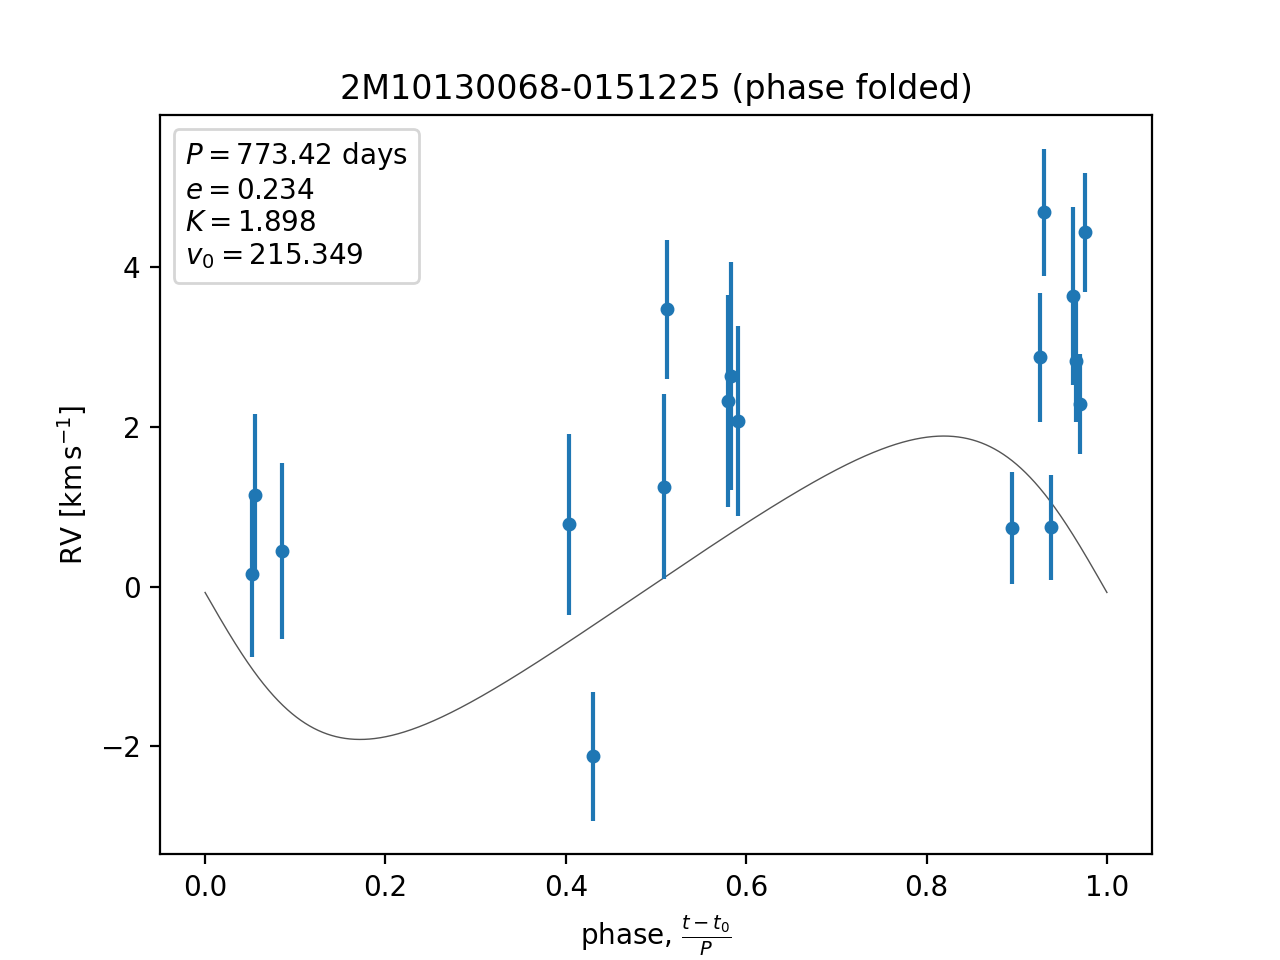 2M10130068-0151225 (phase folded)
P = 773.42 days
e = 0.234
K = 1.898
v₀ = 215.349
RV [km s⁻¹]
4
2
0
−2
0.0 0.2 0.4 0.6 0.8 1.0
phase, (t − t₀)/P